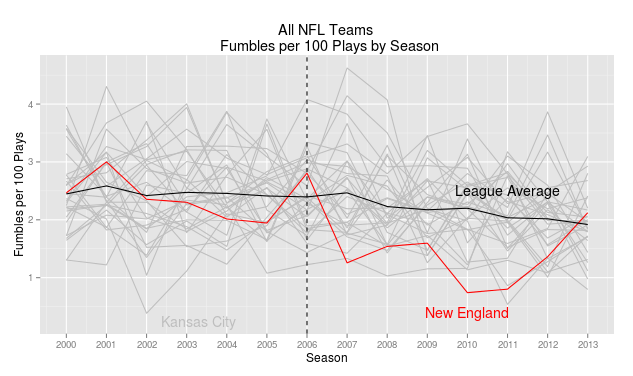 All NFL Teams
Fumbles per 100 Plays by Season
Fumbles per 100 Plays
4
3
2
1
League Average
New England
Kansas City
2000 2001 2002 2003 2004 2005 2006 2007 2008 2009 2010 2011 2012 2013
Season